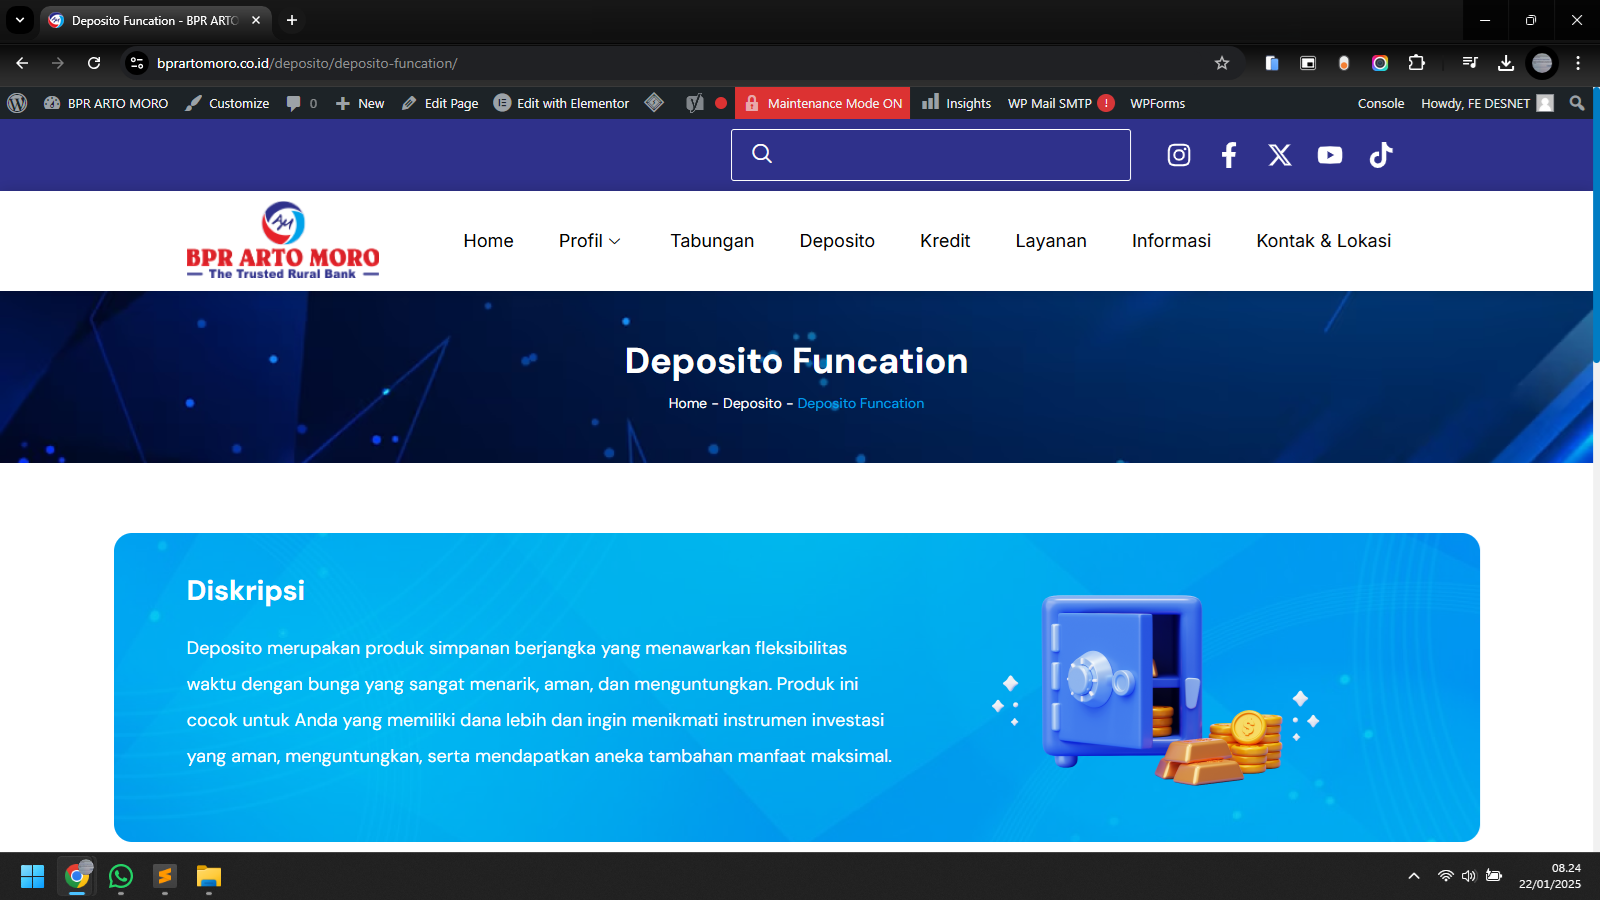 Deposito Funcation - BPR ARTO
bprartomoro.co.id/deposito/deposito-funcation/
BPR ARTO MORO
Customize
0
New
Edit Page
Edit with Elementor
Maintenance Mode ON
Insights
WP Mail SMTP !
WPForms
Console
Howdy, FE DESNET
AM
BPR ARTO MORO
The Trusted Rural Bank
Home
Profil
Tabungan
Deposito
Kredit
Layanan
Informasi
Kontak & Lokasi
Deposito Funcation
Home - Deposito - Deposito Funcation
Diskripsi
Deposito merupakan produk simpanan berjangka yang menawarkan fleksibilitas
waktu dengan bunga yang sangat menarik, aman, dan menguntungkan. Produk ini
cocok untuk Anda yang memiliki dana lebih dan ingin menikmati instrumen investasi
yang aman, menguntungkan, serta mendapatkan aneka tambahan manfaat maksimal.
$
08.24
22/01/2025